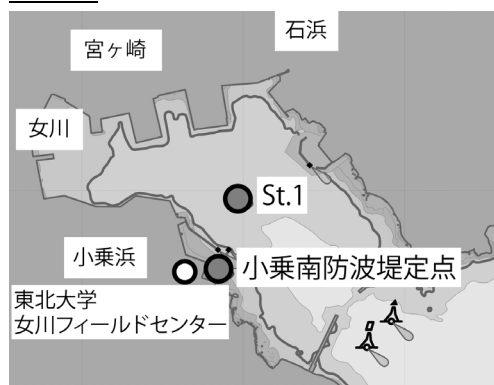 石浜
宮ヶ崎
女川
St.1
小乗浜
小乗南防波堤定点
東北大学
女川フィールドセンター